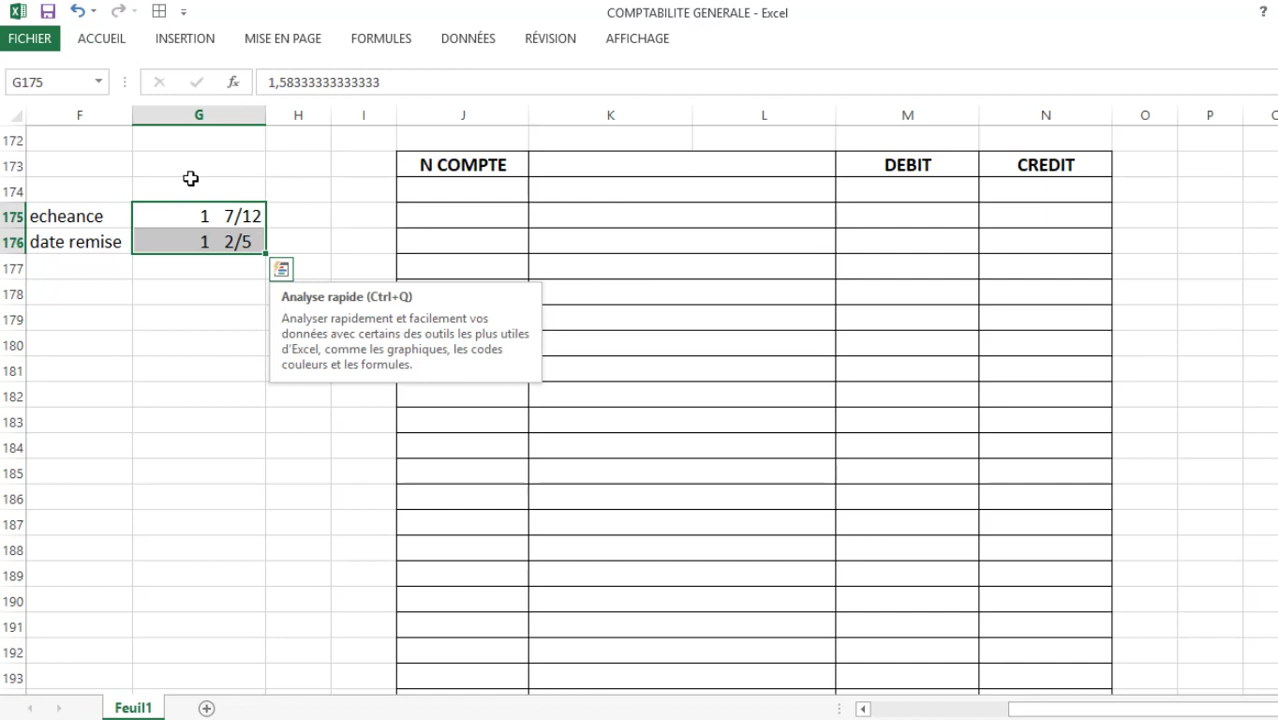 COMPTABILITE GENERALE - Excel
?
FICHIER ACCUEIL INSERTION MISE EN PAGE FORMULES DONNÉES RÉVISION AFFICHAGE
G175 fx 1,58333333333333
F G H I J K L M N O P
172
173 N COMPTE DEBIT CREDIT
174
175 echeance 1 7/12
176 date remise 1 2/5
177
178
Analyse rapide (Ctrl+Q)
Analyser rapidement et facilement vos
données avec certains des outils les plus utiles
d'Excel, comme les graphiques, les codes
couleurs et les formules.
179
180
181
182
183
184
185
186
187
188
189
190
191
192
193
Feuil1